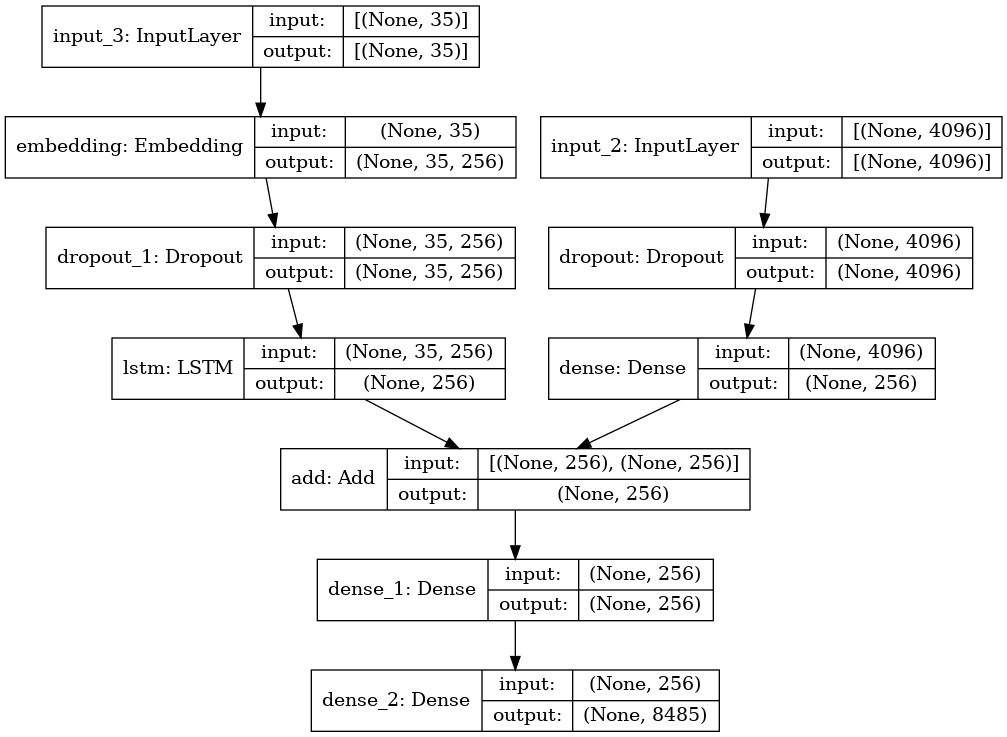 input_3: InputLayer
input:
[(None, 35)]
output:
[(None, 35)]
embedding: Embedding
input:
(None, 35)
output:
(None, 35, 256)
input_2: InputLayer
input:
[(None, 4096)]
output:
[(None, 4096)]
dropout_1: Dropout
input:
(None, 35, 256)
output:
(None, 35, 256)
dropout: Dropout
input:
(None, 4096)
output:
(None, 4096)
lstm: LSTM
input:
(None, 35, 256)
output:
(None, 256)
dense: Dense
input:
(None, 4096)
output:
(None, 256)
add: Add
input:
[(None, 256), (None, 256)]
output:
(None, 256)
dense_1: Dense
input:
(None, 256)
output:
(None, 256)
dense_2: Dense
input:
(None, 256)
output:
(None, 8485)